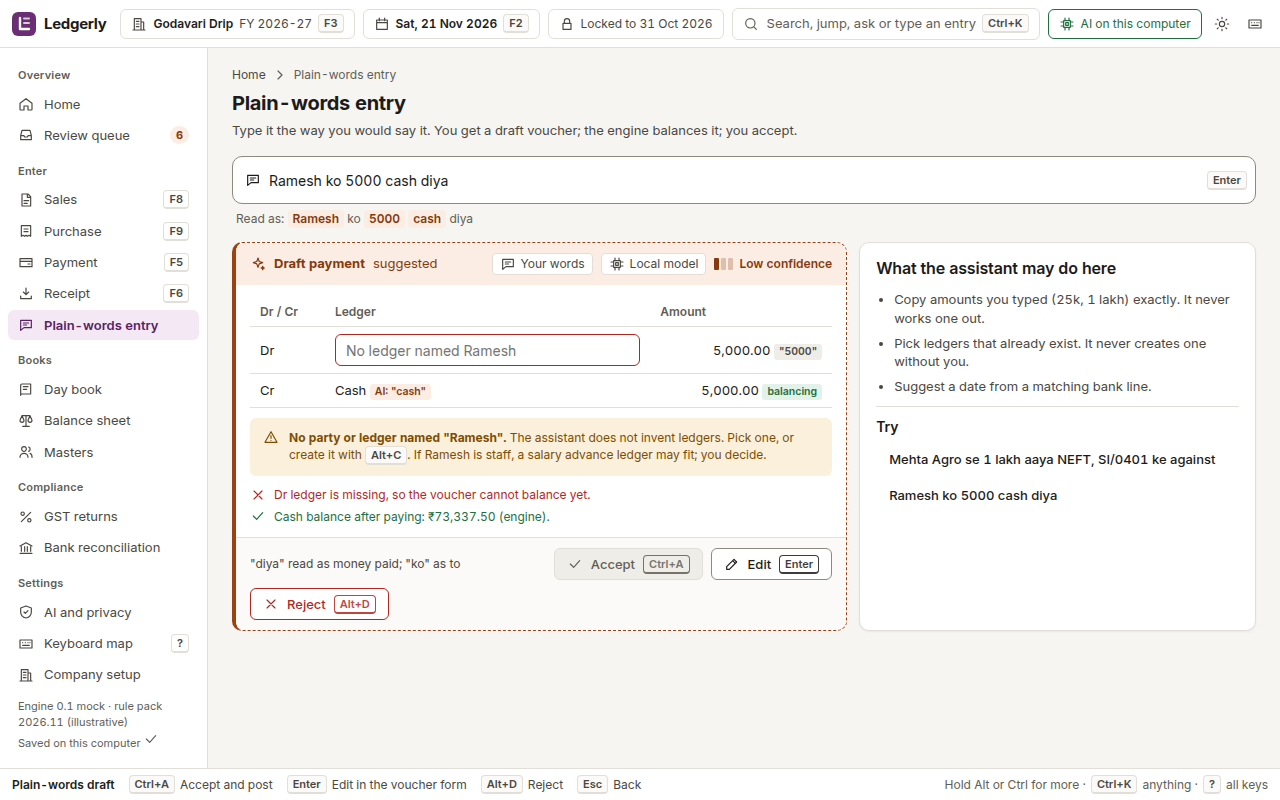 Ledgerly
Godavari Drip FY 2026-27 F3
Sat, 21 Nov 2026 F2
Locked to 31 Oct 2026
Search, jump, ask or type an entry Ctrl+K
AI on this computer
Overview
Home
Review queue 6
Enter
Sales F8
Purchase F9
Payment F5
Receipt F6
Plain-words entry
Books
Day book
Balance sheet
Masters
Compliance
GST returns
Bank reconciliation
Settings
AI and privacy
Keyboard map ?
Company setup
Engine 0.1 mock · rule pack
2026.11 (illustrative)
Saved on this computer
Home Plain-words entry
Plain-words entry
Type it the way you would say it. You get a draft voucher; the engine balances it; you accept.
Ramesh ko 5000 cash diya Enter
Read as: Ramesh ko 5000 cash diya
Draft payment suggested Your words Local model Low confidence
Dr / Cr Ledger Amount
Dr No ledger named Ramesh 5,000.00 "5000"
Cr Cash AI: "cash" 5,000.00 balancing
No party or ledger named "Ramesh". The assistant does not invent ledgers. Pick one, or
create it with Alt+C. If Ramesh is staff, a salary advance ledger may fit; you decide.
Dr ledger is missing, so the voucher cannot balance yet.
Cash balance after paying: ₹73,337.50 (engine).
"diya" read as money paid; "ko" as to Accept Ctrl+A Edit Enter
Reject Alt+D
What the assistant may do here
• Copy amounts you typed (25k, 1 lakh) exactly. It never
works one out.
• Pick ledgers that already exist. It never creates one
without you.
• Suggest a date from a matching bank line.
Try
Mehta Agro se 1 lakh aaya NEFT, SI/0401 ke against
Ramesh ko 5000 cash diya
Plain-words draft Ctrl+A Accept and post Enter Edit in the voucher form Alt+D Reject Esc Back
Hold Alt or Ctrl for more · Ctrl+K anything · ? all keys